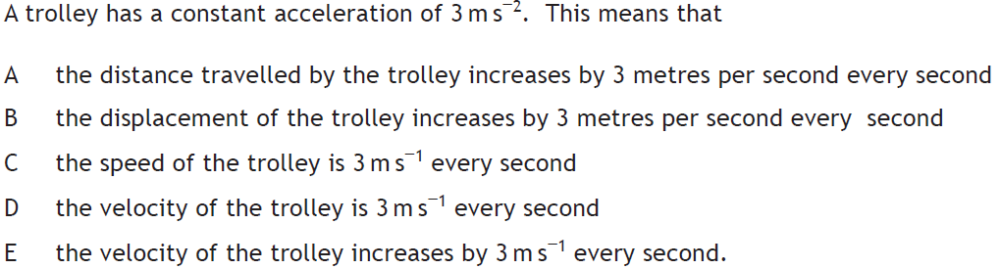 A trolley has a constant acceleration of 3 m s⁻². This means that
A the distance travelled by the trolley increases by 3 metres per second every second
B the displacement of the trolley increases by 3 metres per second every second
C the speed of the trolley is 3 m s⁻¹ every second
D the velocity of the trolley is 3 m s⁻¹ every second
E the velocity of the trolley increases by 3 m s⁻¹ every second.